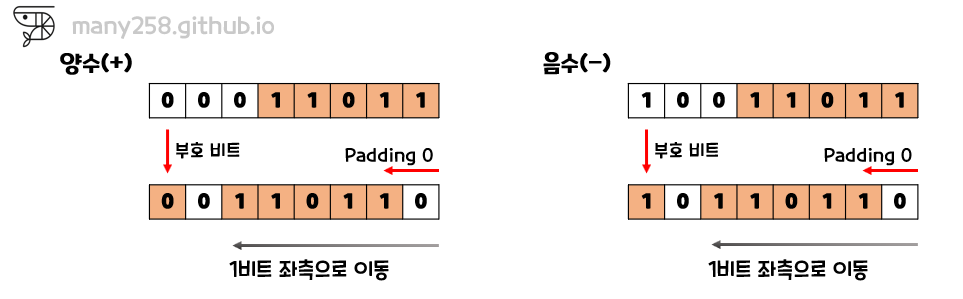 many258.github.io
양수(+)
0 0 0 1 1 0 1 1
부호 비트
Padding 0
0 0 1 1 0 1 1 0
1비트 좌측으로 이동
음수(-)
1 0 0 1 1 0 1 1
부호 비트
Padding 0
1 0 1 1 0 1 1 0
1비트 좌측으로 이동